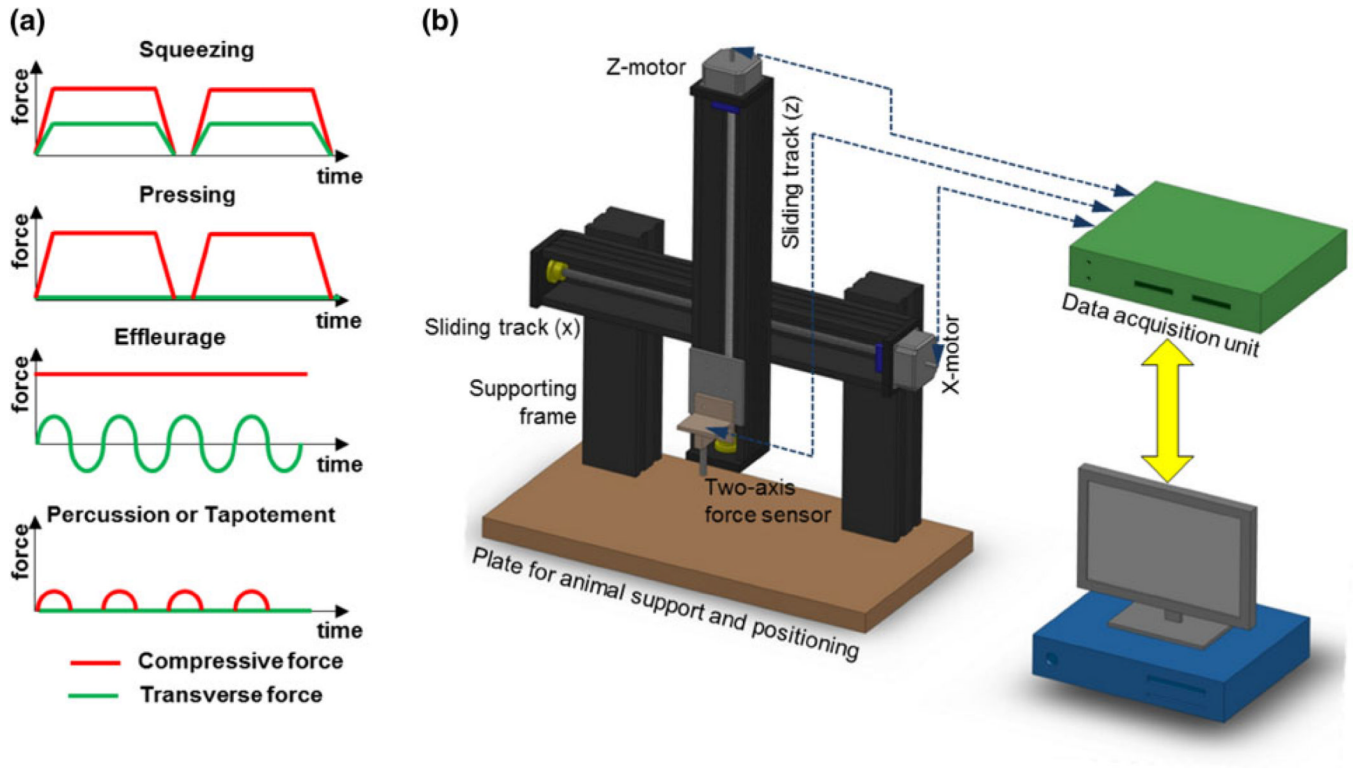 (a)
Squeezing
force
time
Pressing
force
time
Effleurage
force
time
Percussion or Tapotement
force
time
Compressive force
Transverse force
(b)
Z-motor
Sliding track (z)
Sliding track (x)
Supporting
frame
X-motor
Two-axis
force sensor
Plate for animal support and positioning
Data acquisition unit